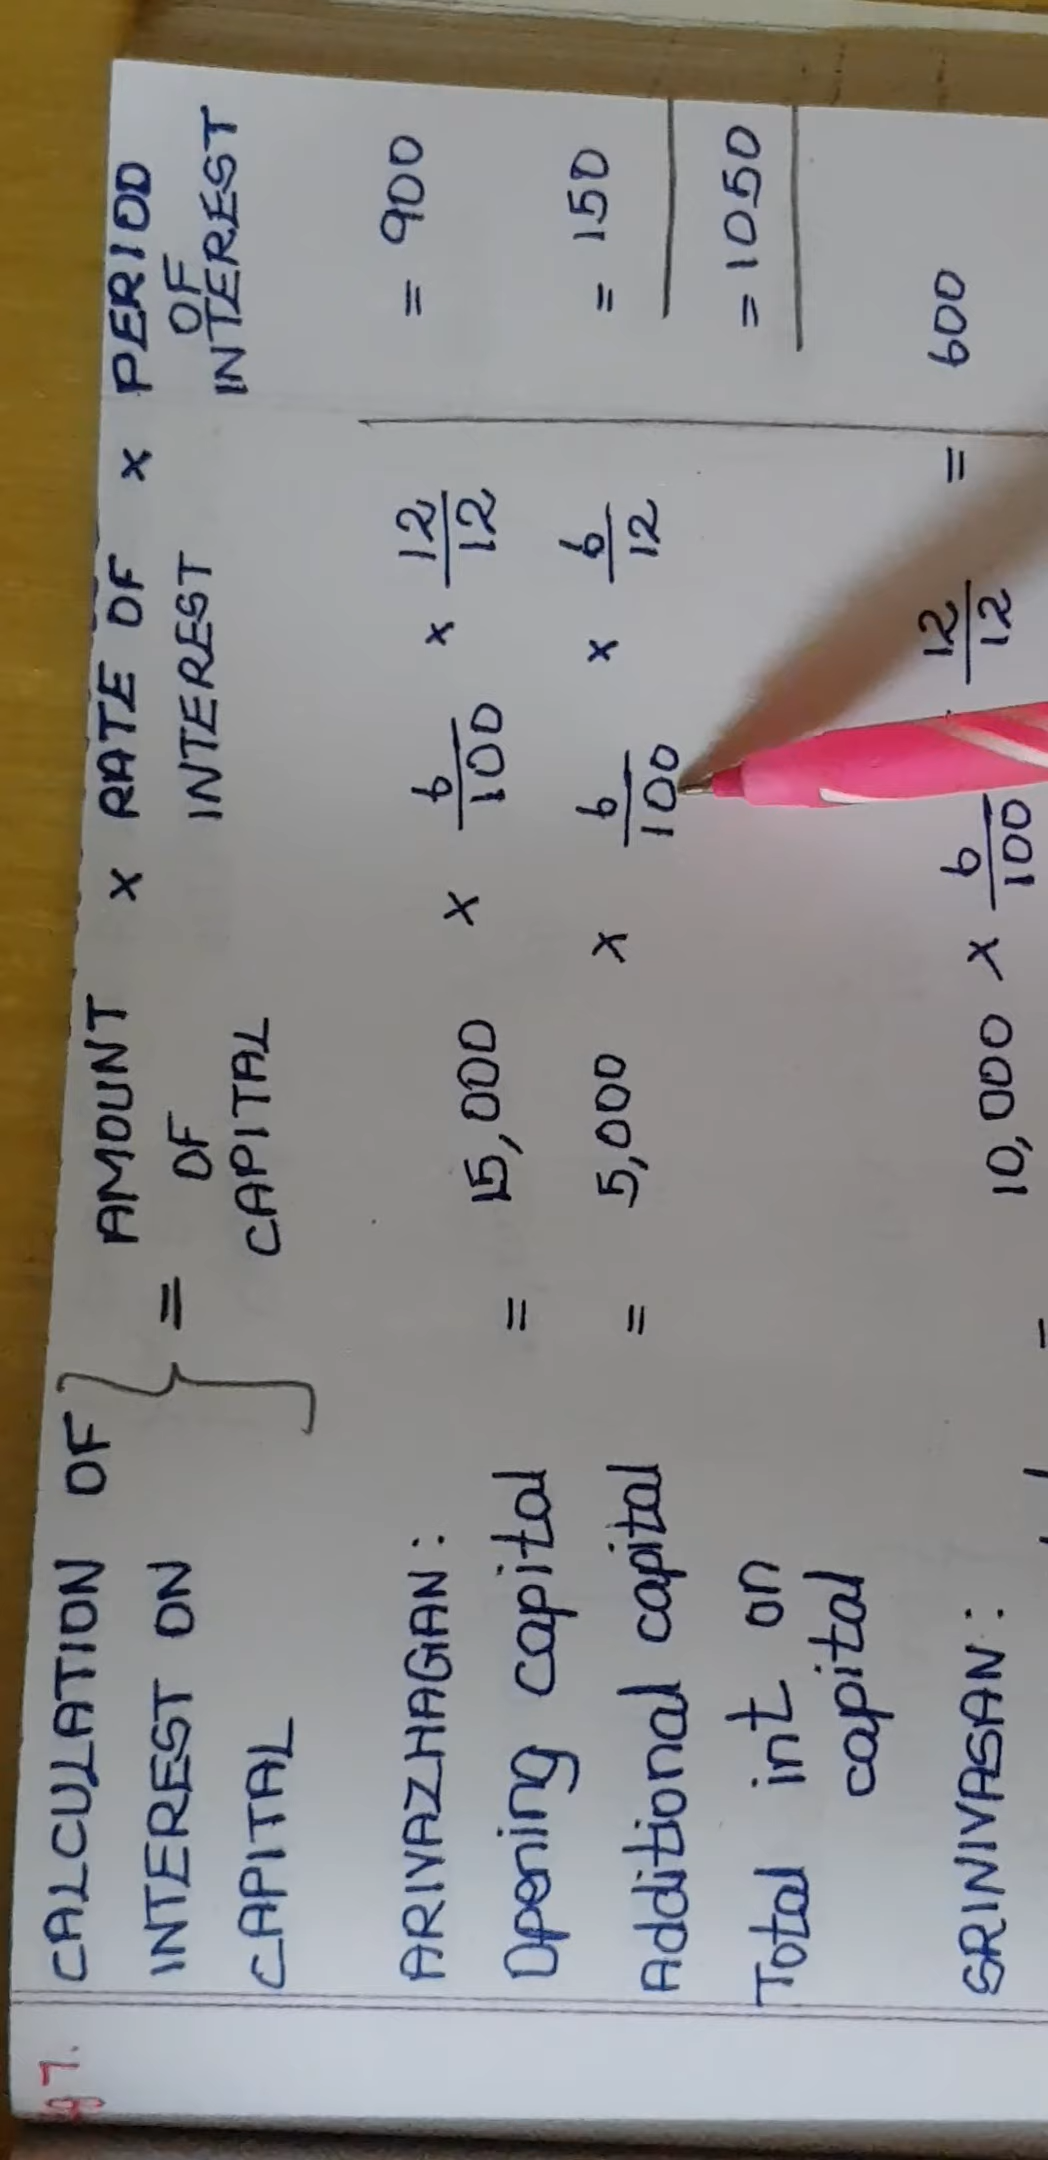 97.
CALCULATION OF } AMOUNT x RATE OF x PERIOD
INTEREST ON = OF INTEREST OF
CAPITAL CAPITAL INTEREST
ARIVAZHAGAN:
Opening capital = 15,000 x 6/100 x 12/12 = 900
Additional capital = 5,000 x 6/100 x 6/12 = 150
Total int on = 1050
capital
SRINIVASAN:
10,000 x 6/100 12/12 = 600